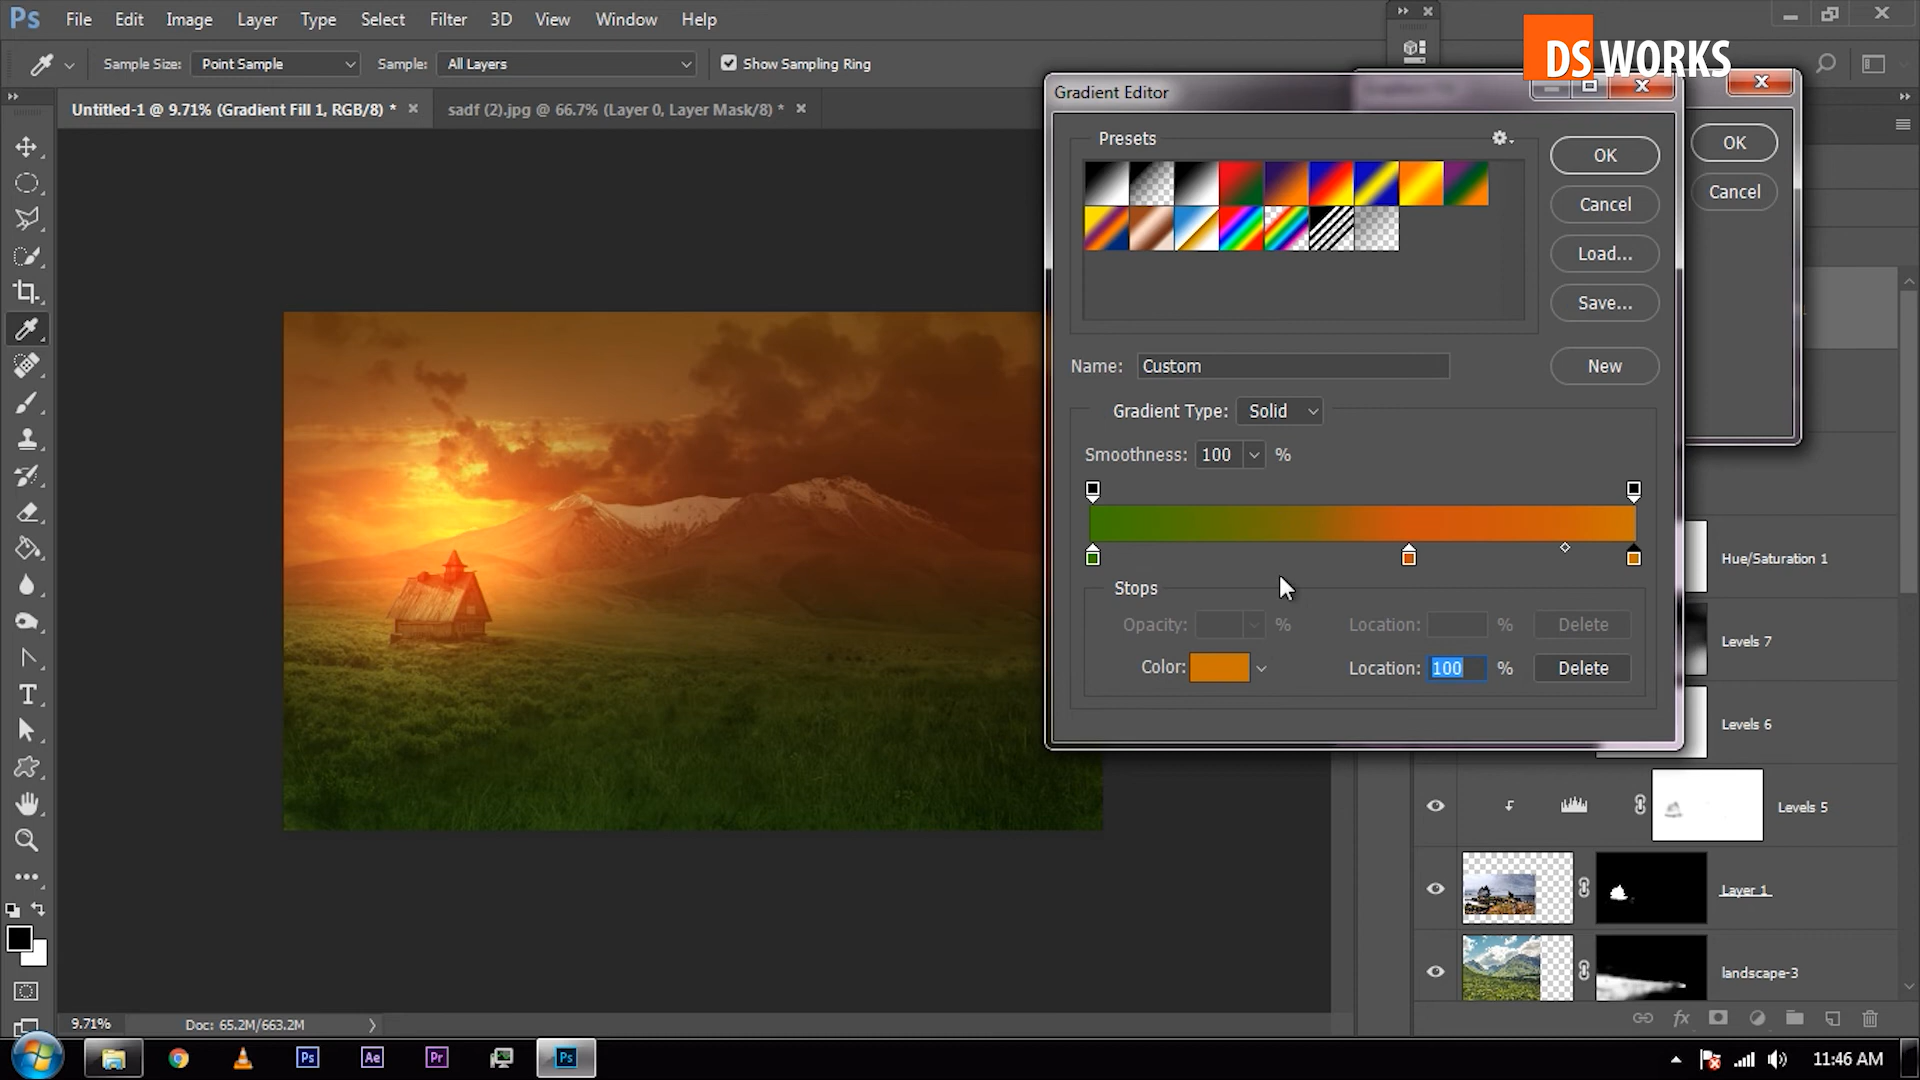 Ps File Edit Image Layer Type Select Filter 3D View Window Help
DS WORKS
Sample Size: Point Sample Sample: All Layers Show Sampling Ring
Untitled-1 @ 9.71% (Gradient Fill 1, RGB/8) *
sadf (2).jpg @ 66.7% (Layer 0, Layer Mask/8) *
Gradient Editor
Presets
OK
Cancel
Load...
Save...
New
OK
Cancel
Name: Custom
Gradient Type: Solid
Smoothness: 100 %
Stops
Opacity: % Location: % Delete
Color: Location: 100 % Delete
Hue/Saturation 1
Levels 7
Levels 6
Levels 5
Layer 1
landscape-3
fx
T
9.71% Doc: 65.2M/663.2M
Ps Ae Pr Ps 11:46 AM